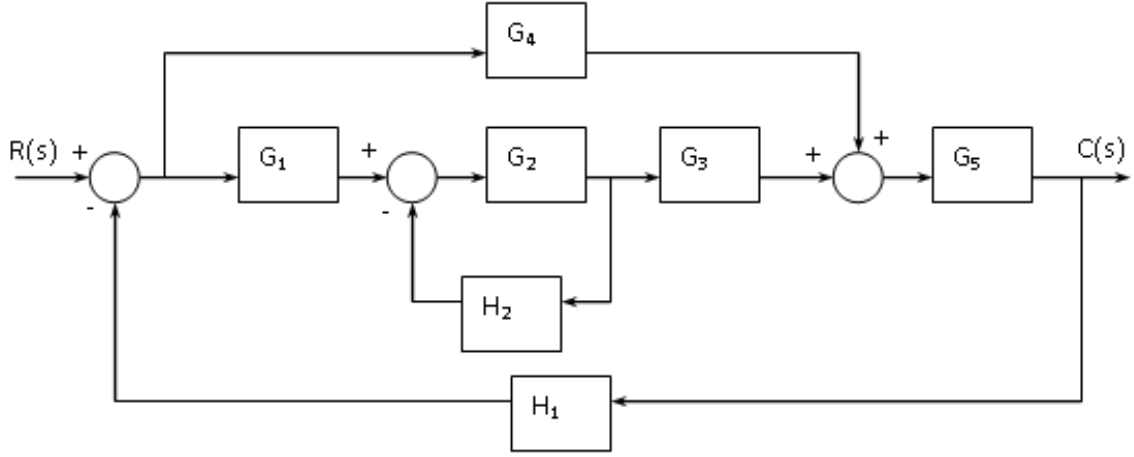 G₄
R(s) + G₁ + G₂ G₃ + + G₅ C(s)
- -
H₂
H₁